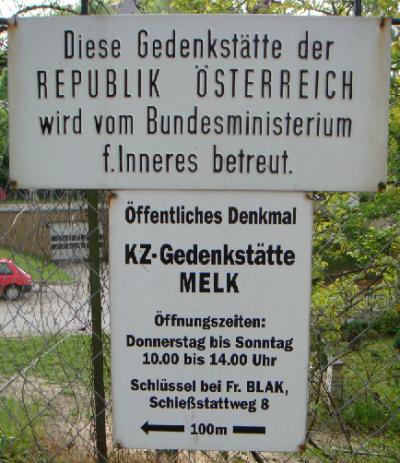 Diese Gedenkstätte der
REPUBLIK ÖSTERREICH
wird vom Bundesministerium
f.Inneres betreut.
Öffentliches Denkmal
KZ-Gedenkstätte
MELK
Öffnungszeiten:
Donnerstag bis Sonntag
10.00 bis 14.00 Uhr
Schlüssel bei Fr. BLAK,
Schießstattweg 8
100m